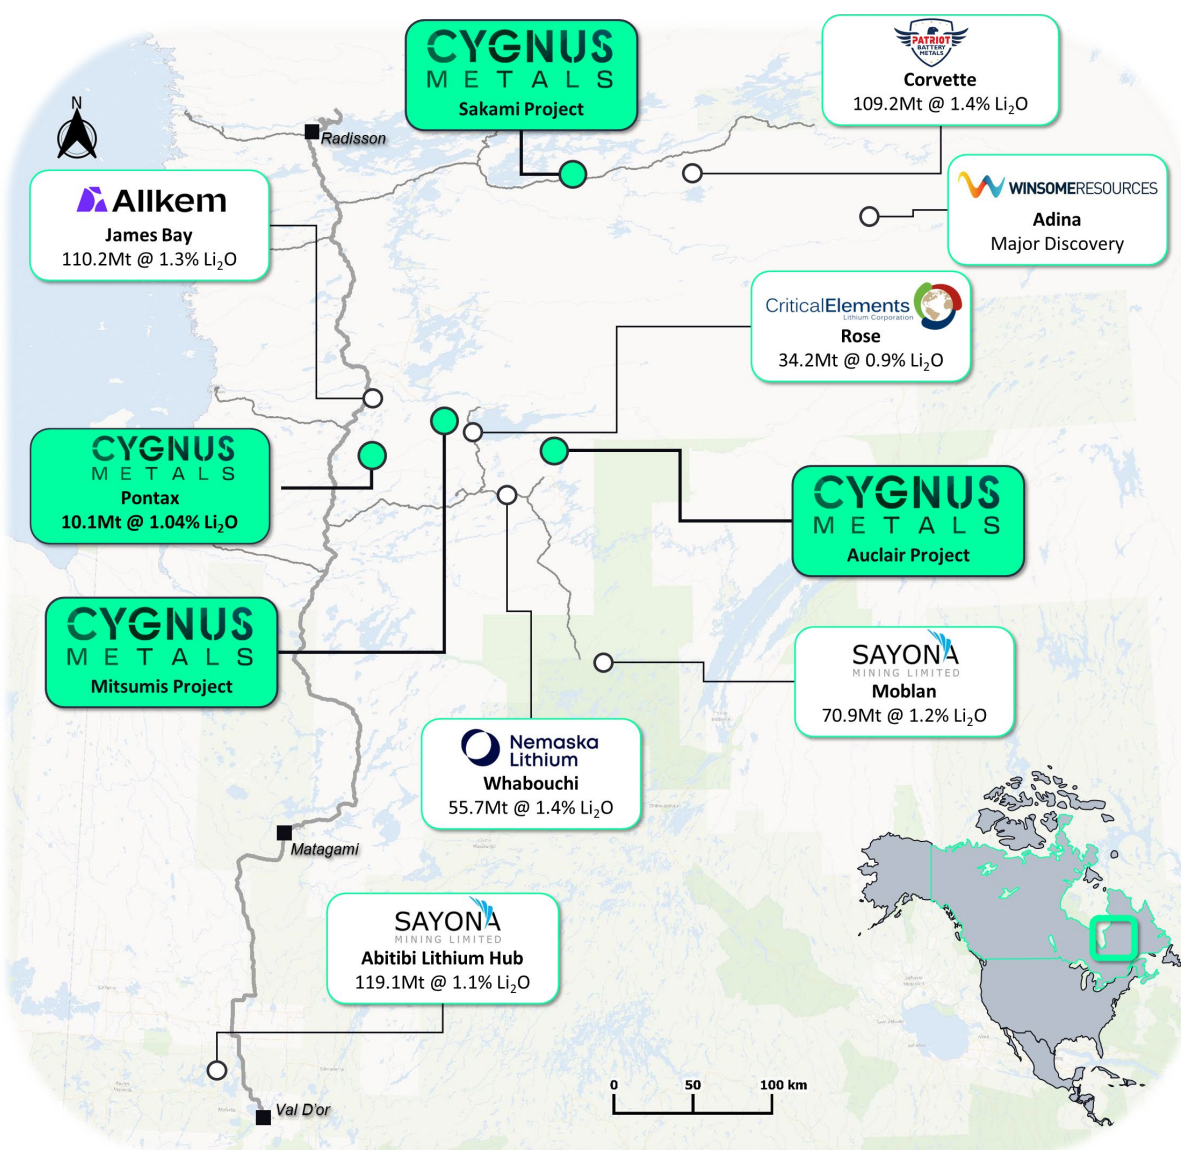 CYGNUS
METALS
Sakami Project
PATRIOT
BATTERY
METALS
Corvette
109.2Mt @ 1.4% Li₂O
N
Radisson
Allkem
James Bay
110.2Mt @ 1.3% Li₂O
WINSOMERESOURCES
Adina
Major Discovery
CriticalElements
Lithium Corporation
Rose
34.2Mt @ 0.9% Li₂O
CYGNUS
METALS
Pontax
10.1Mt @ 1.04% Li₂O
CYGNUS
METALS
Auclair Project
CYGNUS
METALS
Mitsumis Project
SAYONA
MINING LIMITED
Moblan
70.9Mt @ 1.2% Li₂O
Nemaska
Lithium
Whabouchi
55.7Mt @ 1.4% Li₂O
Matagami
SAYONA
MINING LIMITED
Abitibi Lithium Hub
119.1Mt @ 1.1% Li₂O
0 50 100 km
Val D'or